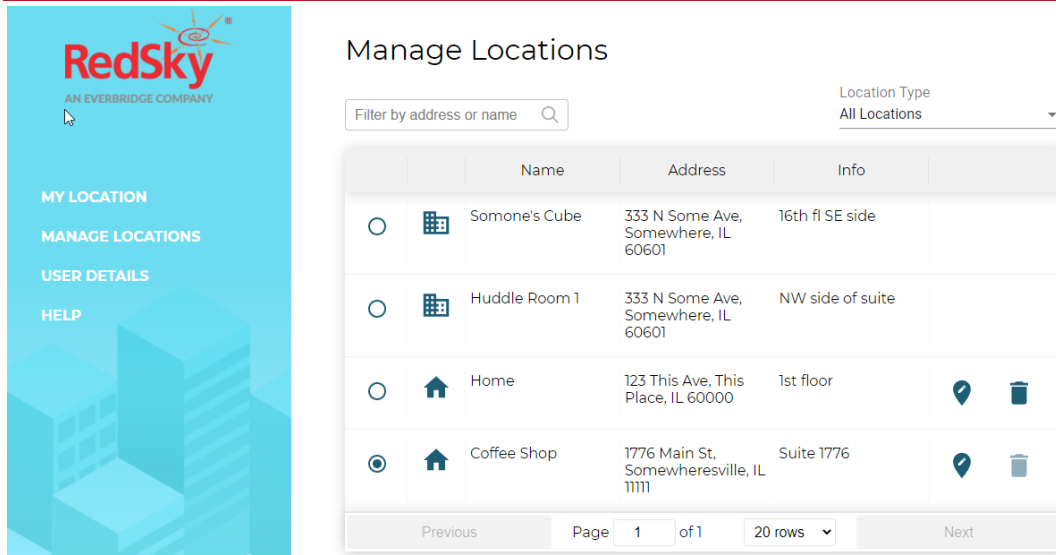 RedSky®
AN EVERBRIDGE COMPANY
MY LOCATION
MANAGE LOCATIONS
USER DETAILS
HELP
Manage Locations
Filter by address or name
Location Type
All Locations
Name Address Info
Somone's Cube 333 N Some Ave, 16th fl SE side
Somewhere, IL
60601
Huddle Room 1 333 N Some Ave, NW side of suite
Somewhere, IL
60601
Home 123 This Ave, This 1st floor
Place, IL 60000
Coffee Shop 1776 Main St, Suite 1776
Somewheresville, IL
11111
Previous Page 1 of 1 20 rows Next